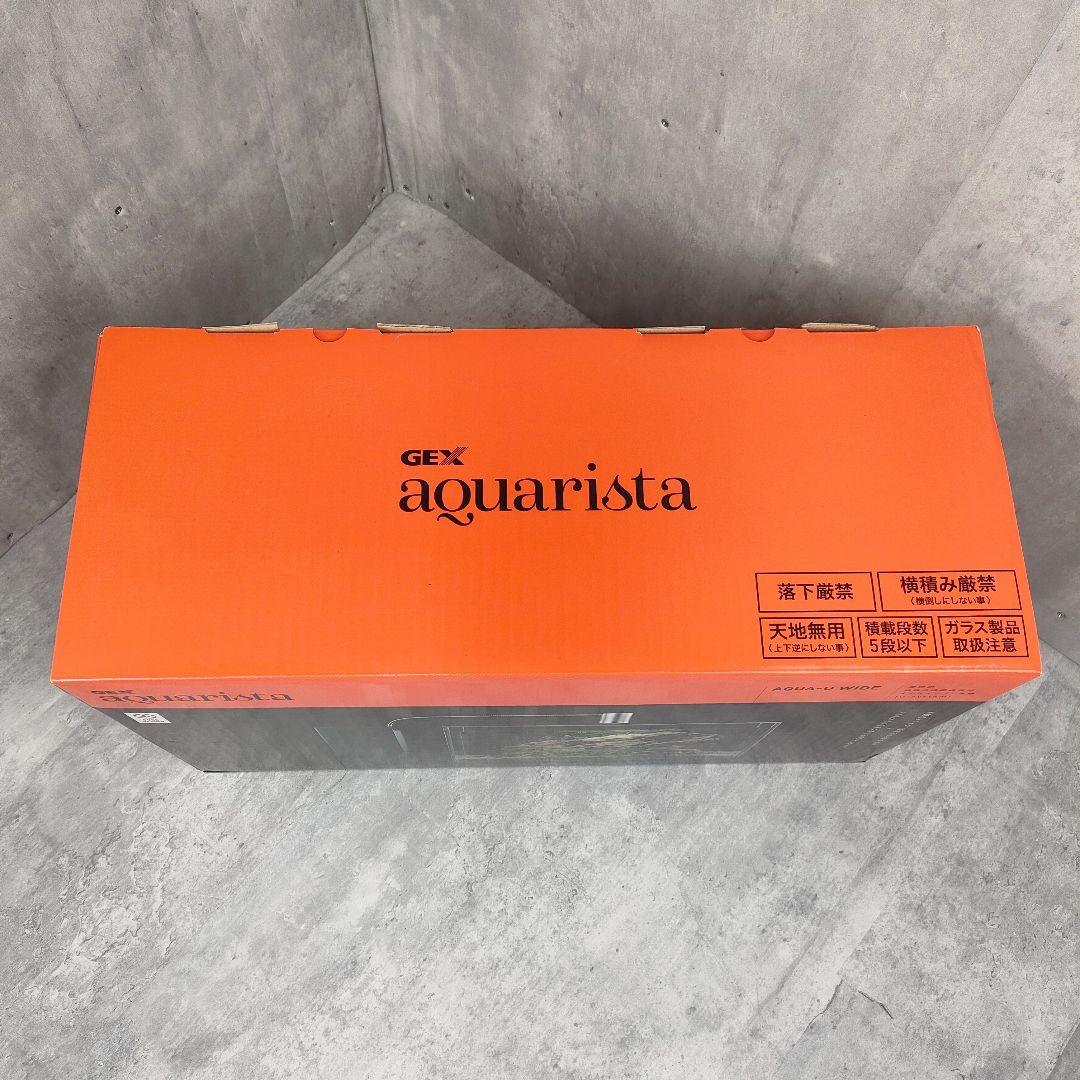 GEX
aquarista
落下厳禁
横積み厳禁
(横倒しにしない事)
天地無用
(上下逆にしない事)
積載段数
5段以下
ガラス製品
取扱注意
GEX
aquarista
AQUA-U WIDE